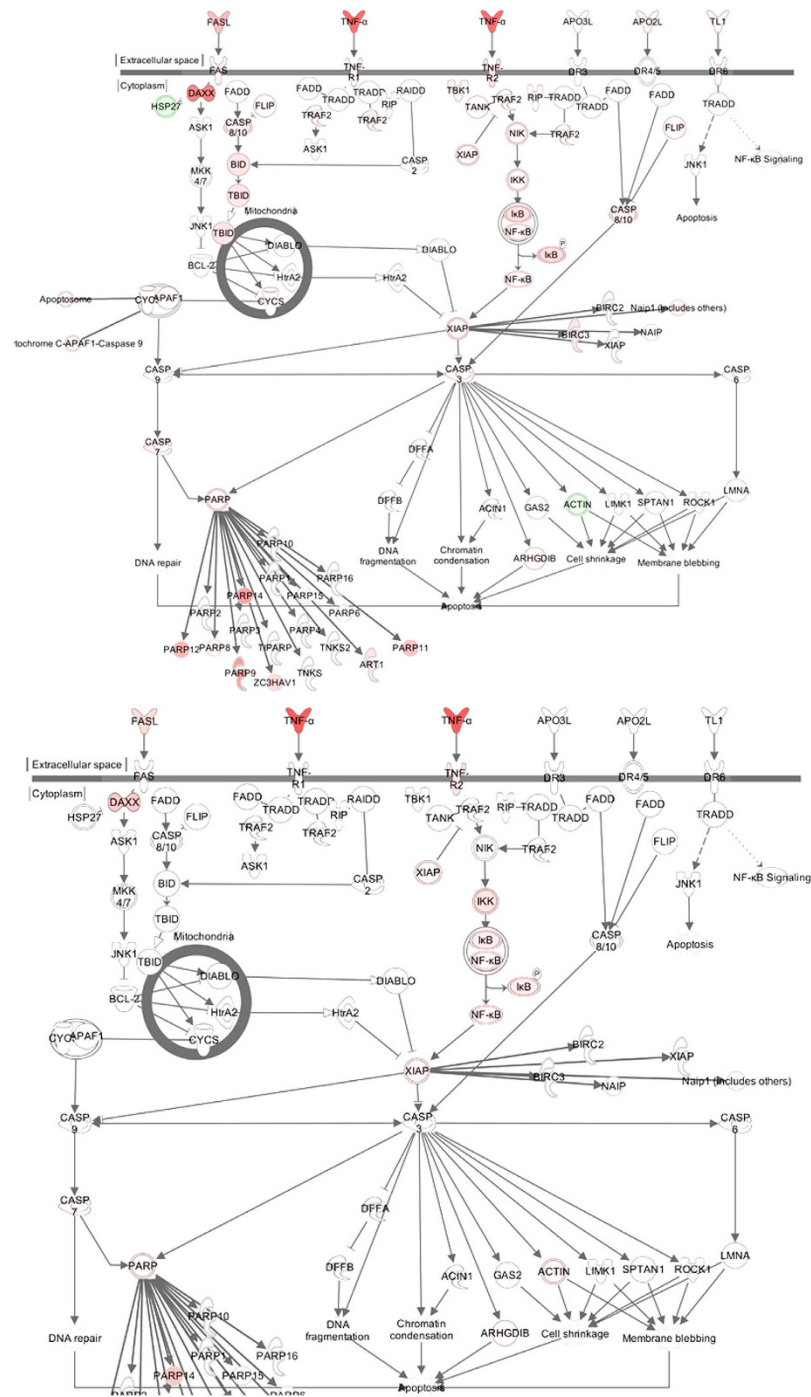 FASL TNF-α TNF-α APO3L APO2L TL1
Extracellular space
FAS TNF-R1 TNF-R2 DR3 DR4/5 DR6
Cytoplasm
HSP27 DAXX FADD FLIP FADD TRADD TRADD RIP RAIDD TBK1 TANK TRAF2 RIP TRADD TRADD FADD FADD TRADD
ASK1 CASP 8/10 TRAF2 TRAF2 NIK TRAF2 FLIP
ASK1 XIAP JNK1 NF-κB Signaling
MKK 4/7 BID CASP 2 IKK
TBID CASP 8/10 Apoptosis
JNK1 TBID Mitochondria IκB
NF-κB
BCL-2 DIABLO DIABLO IκB P
HtrA2 HtrA2 NF-κB
Apoptosome CYO APAF1 CYCS BIRC2 Naip1 (includes others)
XIAP BIRC3 NAIP
tochrome C-APAF1-Caspase 9 XIAP
CASP 9 CASP 3 CASP 6
CASP 7 DFFA
PARP DFFB ACIN1 GAS2 ACTIN LIMK1 SPTAN1 ROCK1 LMNA
PARP10
DNA repair DNA fragmentation Chromatin condensation ARHGDIB Cell shrinkage Membrane blebbing
PARP1 PARP16
PARP14 PARP15
PARP2 PARP6 Apoptosis
PARP3 PARP4
PARP12 PARP8 TIPARP TNKS2 PARP11
PARP9 ZC3HAV1 TNKS ART1
FASL TNF-α TNF-α APO3L APO2L TL1
Extracellular space
FAS TNF-R1 TNF-R2 DR3 DR4/5 DR6
Cytoplasm
HSP27 DAXX FADD FLIP FADD TRADD TRADD RIP RAIDD TBK1 TANK TRAF2 RIP TRADD TRADD FADD FADD TRADD
ASK1 CASP 8/10 TRAF2 TRAF2 NIK TRAF2 FLIP
ASK1 XIAP JNK1 NF-κB Signaling
MKK 4/7 BID CASP 2 IKK
TBID CASP 8/10 Apoptosis
JNK1 TBID Mitochondria IκB
NF-κB
BCL-2 DIABLO DIABLO IκB P
HtrA2 HtrA2 NF-κB
CYO APAF1 CYCS BIRC2 XIAP
XIAP BIRC3 NAIP Naip1 (includes others)
CASP 9 CASP 3 CASP 6
CASP 7 DFFA
PARP DFFB ACIN1 GAS2 ACTIN LIMK1 SPTAN1 ROCK1 LMNA
PARP10
DNA repair DNA fragmentation Chromatin condensation ARHGDIB Cell shrinkage Membrane blebbing
PARP1 PARP16
PARP14 PARP15
Apoptosis